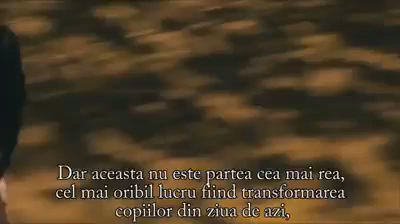 Dar aceasta nu este partea cea mai rea,
cel mai oribil lucru fiind transformarea
copiilor din ziua de azi,